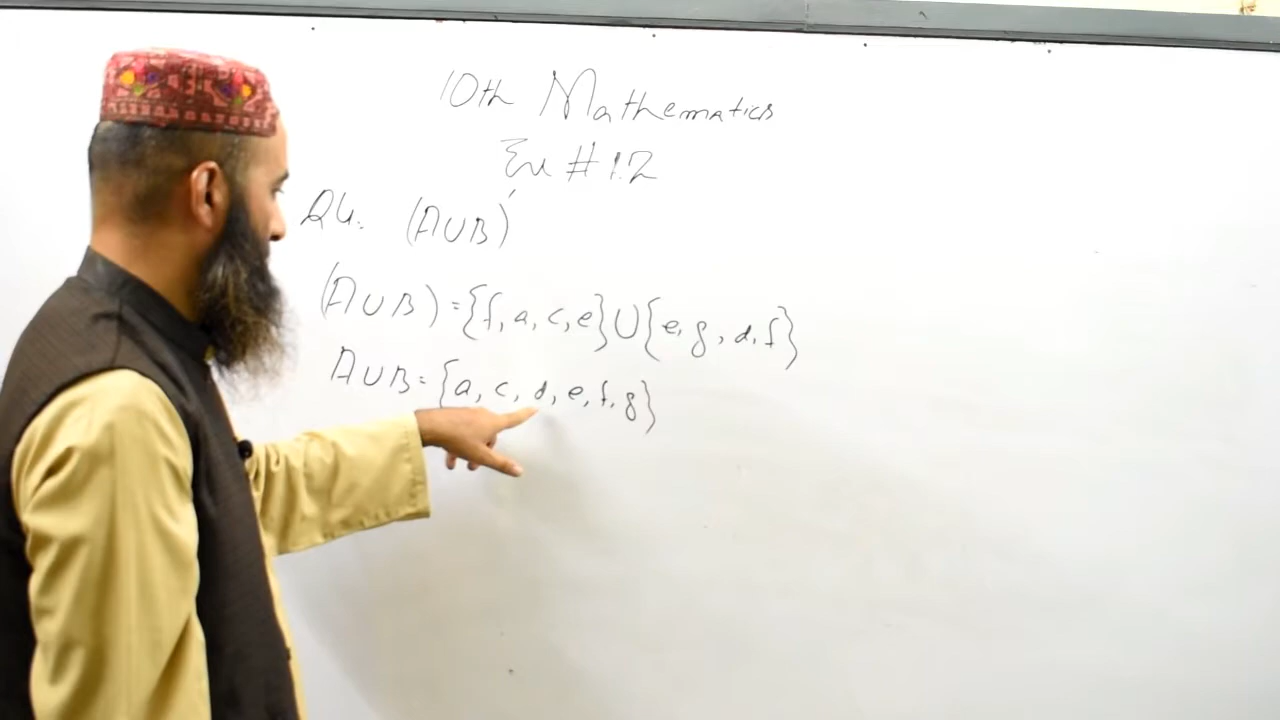 10th Mathematics
Ex # 1.2
Q4. (A∪B)'
(A∪B) = {f, a, c, e} ∪ {e, g, d, f}
A∪B = {a, c, d, e, f, g}